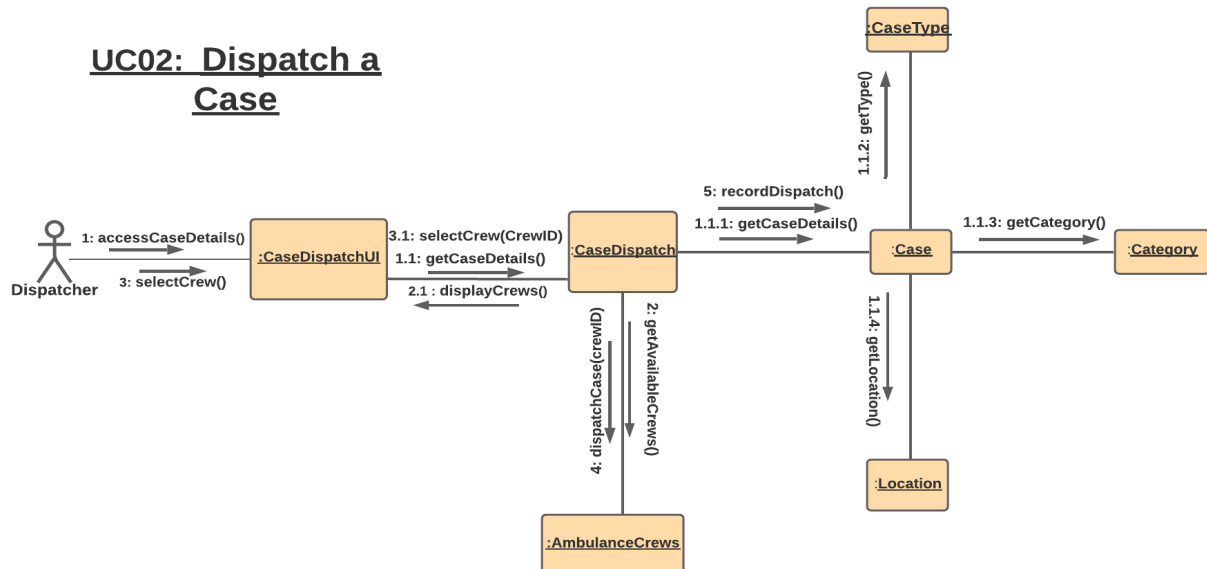 UC02: Dispatch a
Case
:CaseType
1.1.2: getType()
5: recordDispatch()
1.1.1: getCaseDetails()
1.1.3: getCategory()
1: accessCaseDetails()
3: selectCrew()
Dispatcher
:CaseDispatchUI
3.1: selectCrew(CrewID)
1.1: getCaseDetails()
2.1 : displayCrews()
:CaseDispatch
:Case
:Category
4: dispatchCase(crewID)
2: getAvailableCrews()
1.1.4: getLocation()
:Location
:AmbulanceCrews